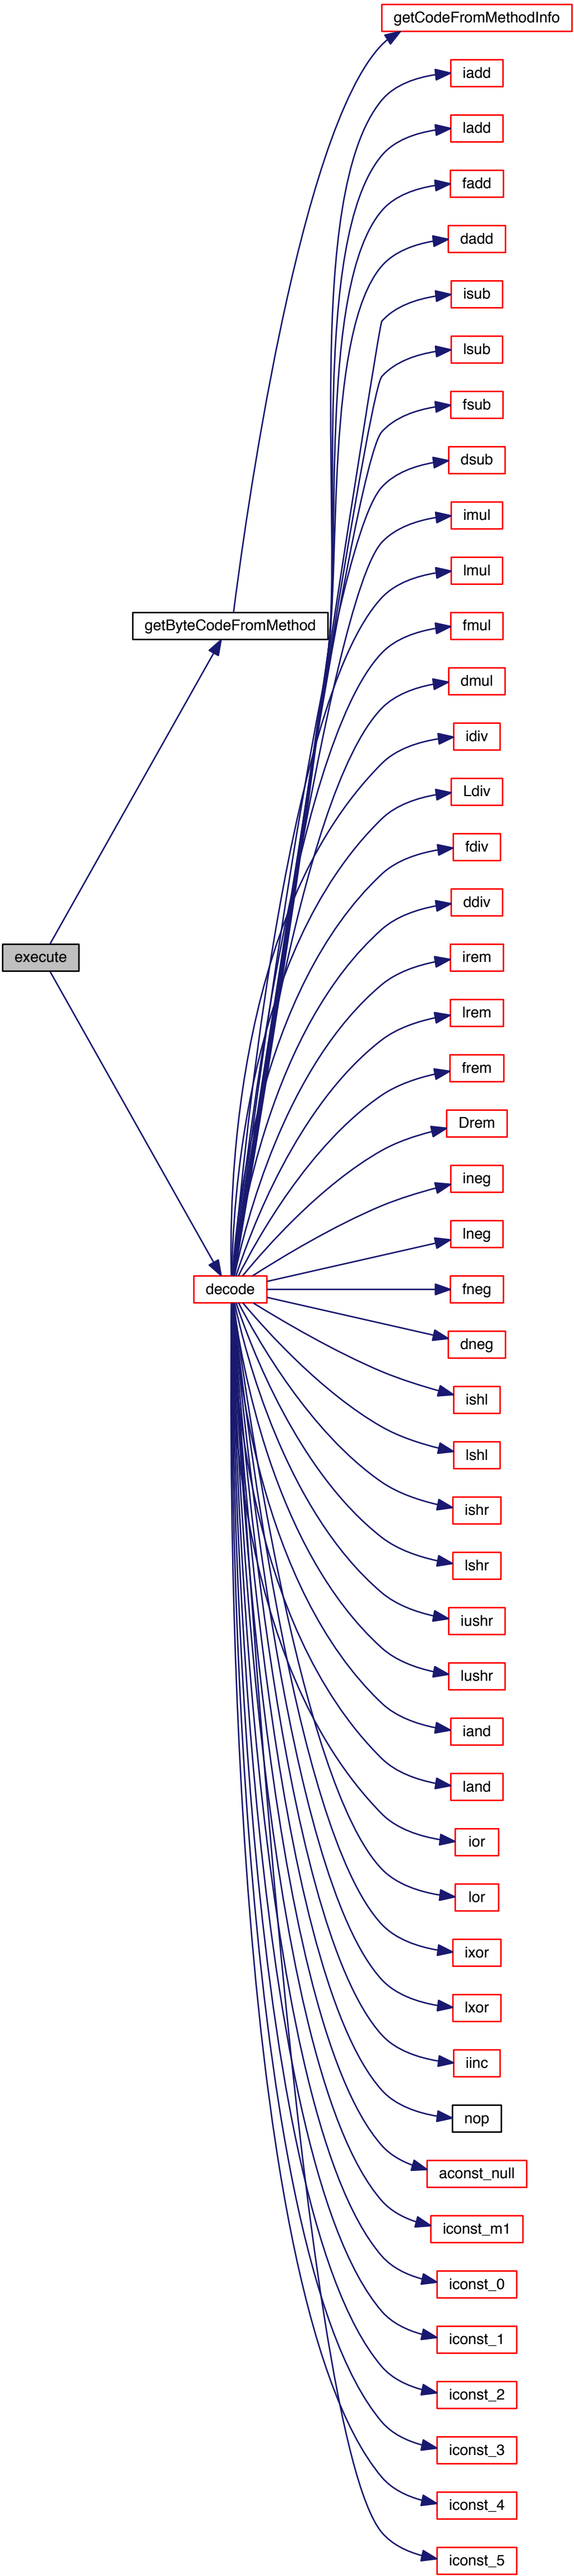 getCodeFromMethodInfo
iadd
ladd
fadd
dadd
isub
lsub
fsub
dsub
imul
lmul
getByteCodeFromMethod
fmul
dmul
idiv
Ldiv
fdiv
ddiv
execute
irem
lrem
frem
Drem
ineg
lneg
decode
fneg
dneg
ishl
lshl
ishr
lshr
iushr
lushr
iand
land
ior
lor
ixor
lxor
iinc
nop
aconst_null
iconst_m1
iconst_0
iconst_1
iconst_2
iconst_3
iconst_4
iconst_5